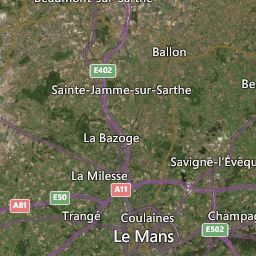 Beaumont-sur-Sarthe
Ballon
E402
Sainte-Jamme-sur-Sarthe
Be
La Bazoge
Savigné-l'Évêqu
La Milesse
A11
E50
A81
Trangé
Coulaines
Champag
Le Mans
E502